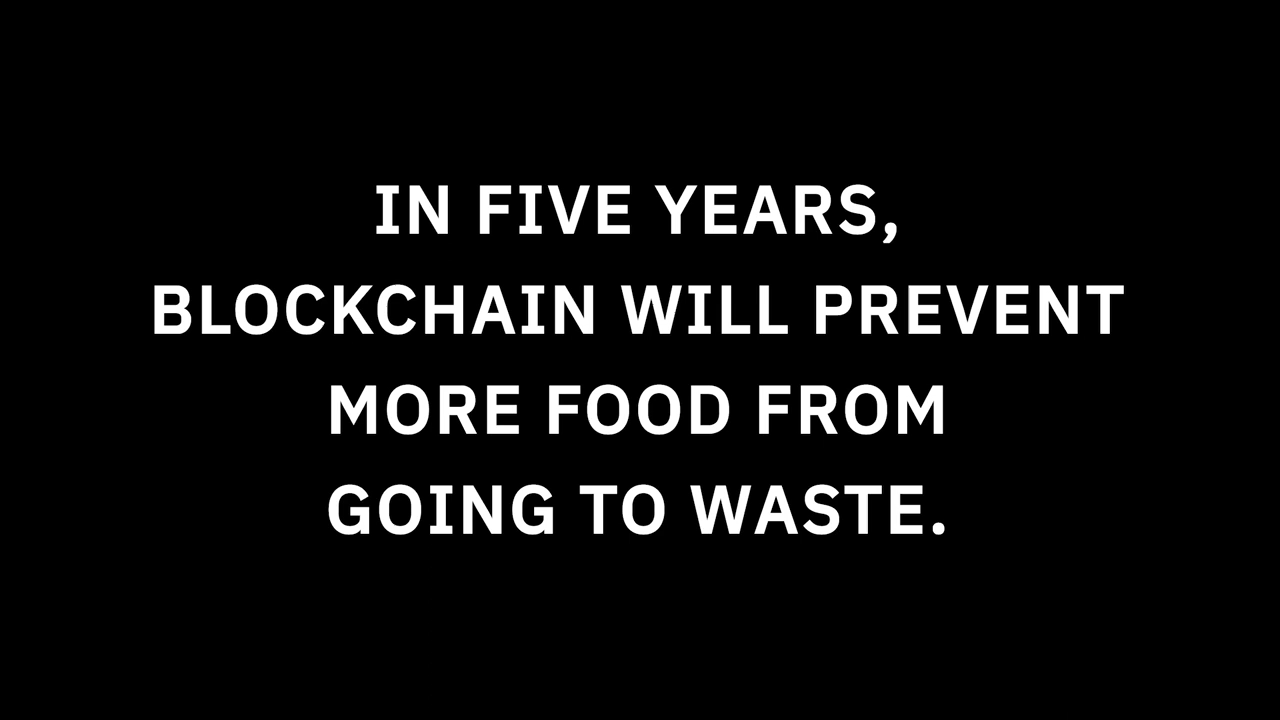 IN FIVE YEARS,
BLOCKCHAIN WILL PREVENT
MORE FOOD FROM
GOING TO WASTE.